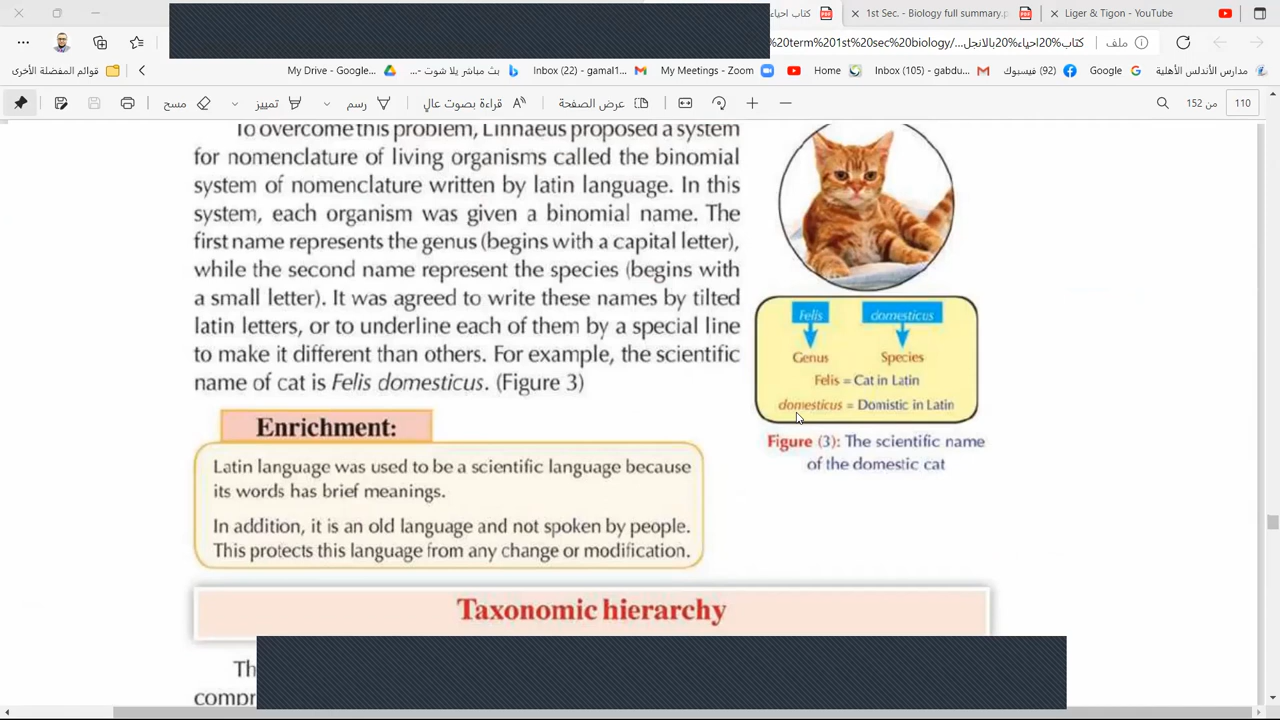 كتاب احياء
1st Sec. - Biology full summary.p
Liger & Tigon - YouTube
ملف
كتاب%20احياء%20بالانجل.../term%201st%20sec%20biology%20
قوائم المفضلة الأخرى
My Drive - Google...
بث مباشر يلا شوت -...
Inbox (22) - gamal1...
My Meetings - Zoom
Home
Inbox (105) - gabdu...
(92) فيسبوك
Google
مدارس الأندلس الأهلية
مسح
تمييز
رسم
قراءة بصوت عالٍ
عرض الصفحة
من 152
110
To overcome this problem, Linnaeus proposed a system
for nomenclature of living organisms called the binomial
system of nomenclature written by latin language. In this
system, each organism was given a binomial name. The
first name represents the genus (begins with a capital letter),
while the second name represent the species (begins with
a small letter). It was agreed to write these names by tilted
latin letters, or to underline each of them by a special line
to make it different than others. For example, the scientific
name of cat is Felis domesticus. (Figure 3)
Felis domesticus
Genus Species
Felis = Cat in Latin
domesticus = Domistic in Latin
Figure (3): The scientific name
of the domestic cat
Enrichment:
Latin language was used to be a scientific language because
its words has brief meanings.
In addition, it is an old language and not spoken by people.
This protects this language from any change or modification.
Taxonomic hierarchy